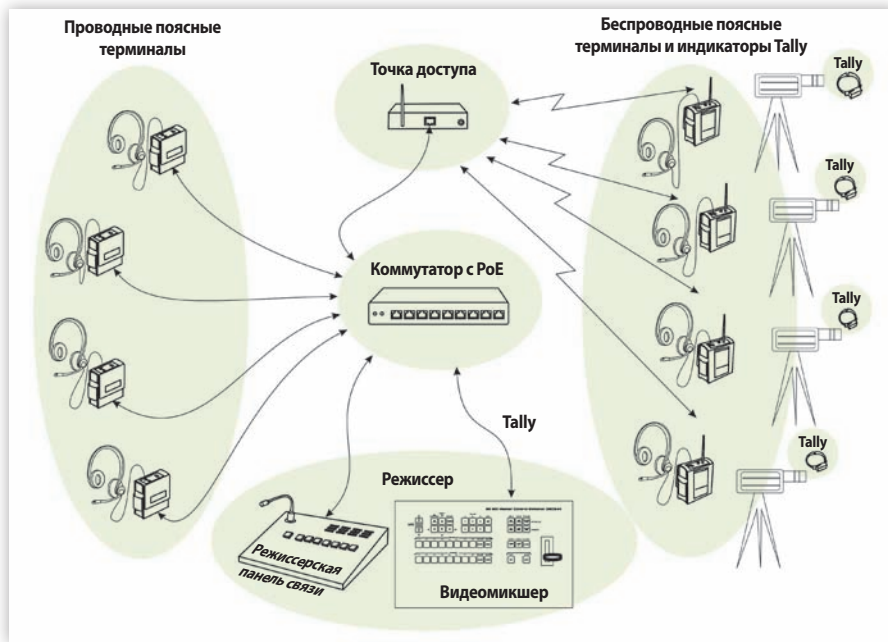 Проводные поясные
терминалы
Точка доступа
Беспроводные поясные
терминалы и индикаторы Tally
Tally
Tally
Коммутатор с PoE
Tally
Tally
Tally
Режиссер
Режиссерская
панель связи
Видеомикшер